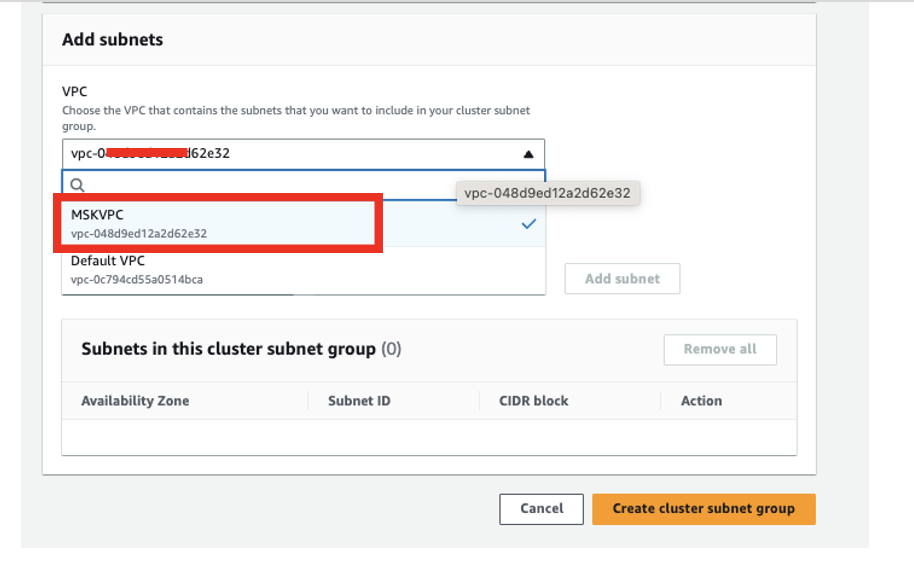 Add subnets
VPC
Choose the VPC that contains the subnets that you want to include in your cluster subnet
group.
vpc-0 d62e32
vpc-048d9ed12a2d62e32
MSKVPC
vpc-048d9ed12a2d62e32
Default VPC
vpc-0c794cd55a0514bca
Add subnet
Subnets in this cluster subnet group (0)
Remove all
Availability Zone Subnet ID CIDR block Action
Cancel Create cluster subnet group